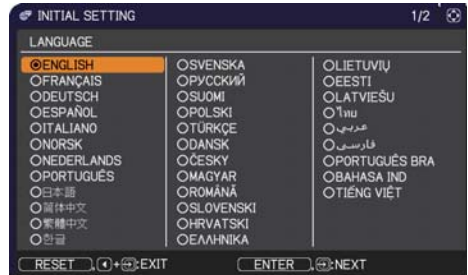 INITIAL SETTING 1/2
LANGUAGE
ENGLISH
FRANÇAIS
DEUTSCH
ESPAÑOL
ITALIANO
NORSK
NEDERLANDS
PORTUGUÊS
日本語
简体中文
繁體中文
한글
SVENSKA
РУССКИЙ
SUOMI
POLSKI
TÜRKÇE
DANSK
ČESKY
MAGYAR
ROMÂNĂ
SLOVENSKI
HRVATSKI
ΕΛΛΗΝΙΚΑ
LIETUVIŲ
EESTI
LATVIEŠU
ไทย
عربي
فارسی
PORTUGUÊS BRA
BAHASA IND
TIẾNG VIỆT
RESET , + :EXIT ENTER , :NEXT